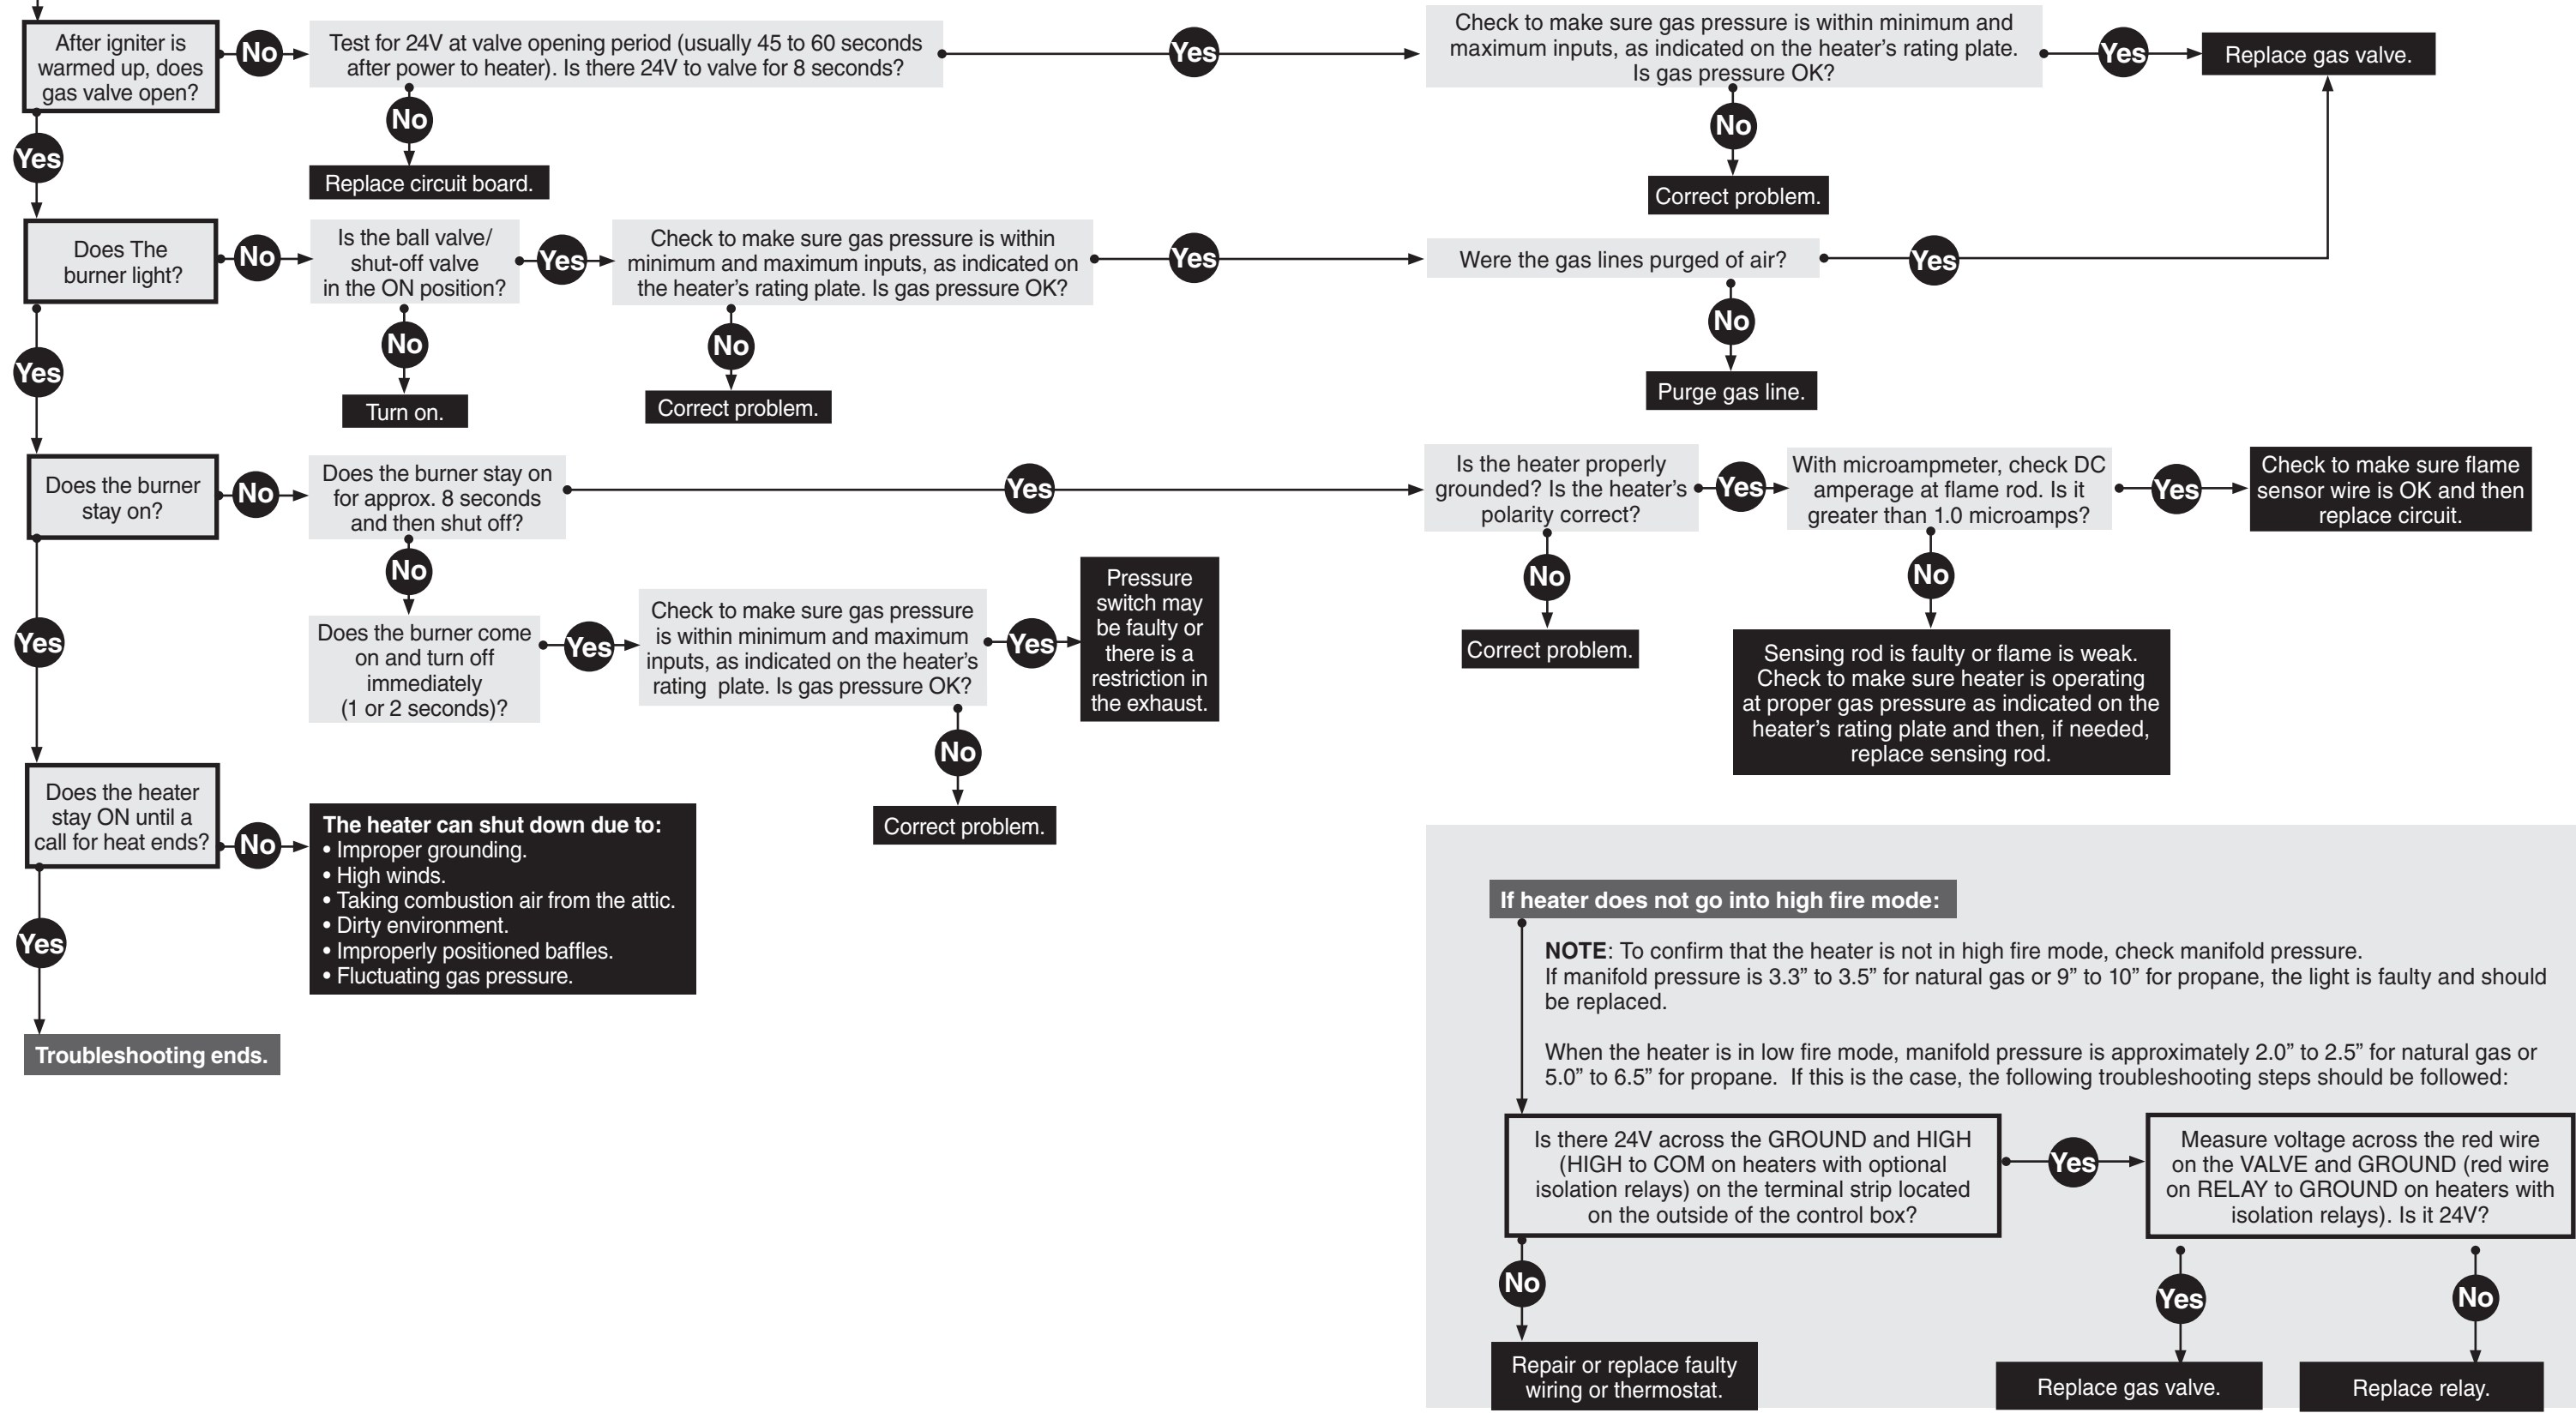 After igniter is
warmed up, does
gas valve open?
No
Test for 24V at valve opening period (usually 45 to 60 seconds
after power to heater). Is there 24V to valve for 8 seconds?
Yes
Check to make sure gas pressure is within minimum and
maximum inputs, as indicated on the heater’s rating plate.
Is gas pressure OK?
Yes
Replace gas valve.
No
Replace circuit board.
No
Correct problem.
Yes
Does The
burner light?
No
Is the ball valve/
shut-off valve
in the ON position?
Yes
Check to make sure gas pressure is within
minimum and maximum inputs, as indicated on
the heater’s rating plate. Is gas pressure OK?
Yes
Were the gas lines purged of air?
Yes
No
Turn on.
No
Correct problem.
No
Purge gas line.
Yes
Does the burner
stay on?
No
Does the burner stay on
for approx. 8 seconds
and then shut off?
Yes
Is the heater properly
grounded? Is the heater’s
polarity correct?
Yes
With microampmeter, check DC
amperage at flame rod. Is it
greater than 1.0 microamps?
Yes
Check to make sure flame
sensor wire is OK and then
replace circuit.
No
Does the burner come
on and turn off
immediately
(1 or 2 seconds)?
Yes
Check to make sure gas pressure
is within minimum and maximum
inputs, as indicated on the heater’s
rating plate. Is gas pressure OK?
Yes
Pressure
switch may
be faulty or
there is a
restriction in
the exhaust.
No
Correct problem.
No
Correct problem.
No
Sensing rod is faulty or flame is weak.
Check to make sure heater is operating
at proper gas pressure as indicated on the
heater’s rating plate and then, if needed,
replace sensing rod.
Yes
Does the heater
stay ON until a
call for heat ends?
No
The heater can shut down due to:
• Improper grounding.
• High winds.
• Taking combustion air from the attic.
• Dirty environment.
• Improperly positioned baffles.
• Fluctuating gas pressure.
Yes
Troubleshooting ends.
If heater does not go into high fire mode:
NOTE: To confirm that the heater is not in high fire mode, check manifold pressure.
If manifold pressure is 3.3” to 3.5” for natural gas or 9” to 10” for propane, the light is faulty and should
be replaced.
When the heater is in low fire mode, manifold pressure is approximately 2.0” to 2.5” for natural gas or
5.0” to 6.5” for propane. If this is the case, the following troubleshooting steps should be followed:
Is there 24V across the GROUND and HIGH
(HIGH to COM on heaters with optional
isolation relays) on the terminal strip located
on the outside of the control box?
Yes
Measure voltage across the red wire
on the VALVE and GROUND (red wire
on RELAY to GROUND on heaters with
isolation relays). Is it 24V?
No
Repair or replace faulty
wiring or thermostat.
Yes
Replace gas valve.
No
Replace relay.